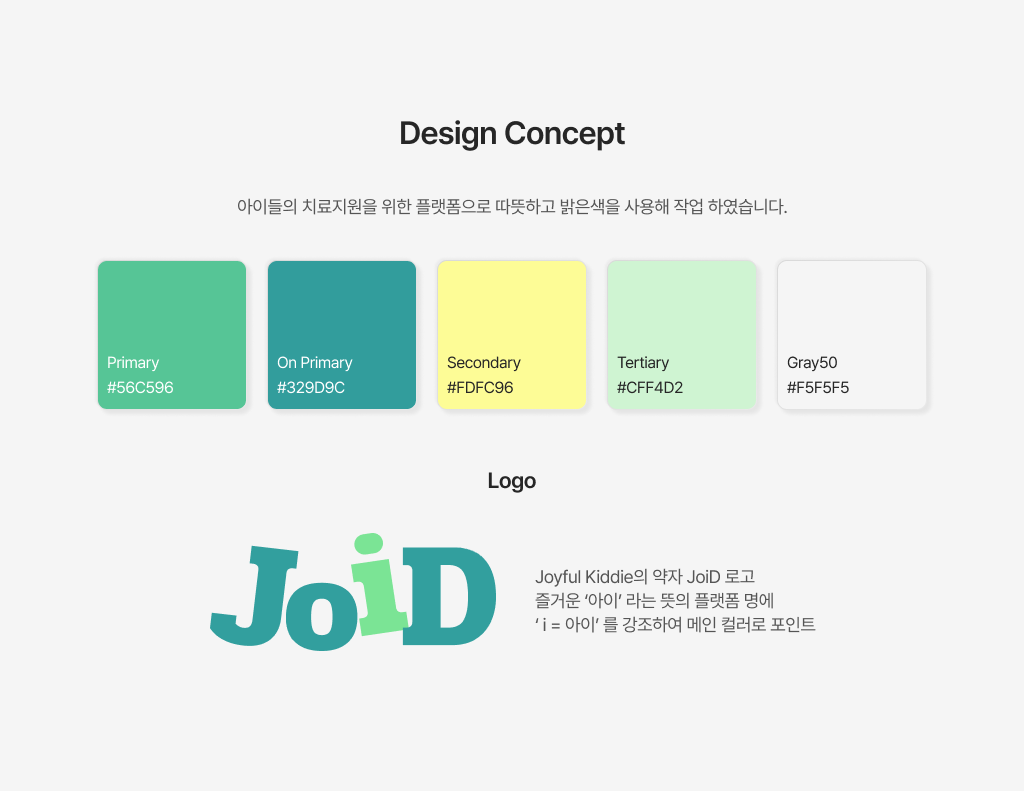 Design Concept
아이들의 치료지원을 위한 플랫폼으로 따뜻하고 밝은색을 사용해 작업 하였습니다.
Primary
#56C596
On Primary
#329D9C
Secondary
#FDFC96
Tertiary
#CFF4D2
Gray50
#F5F5F5
Logo
JoiD
Joyful Kiddie의 약자 JoiD 로고
즐거운 ‘아이’ 라는 뜻의 플랫폼 명에
‘ i = 아이’ 를 강조하여 메인 컬러로 포인트